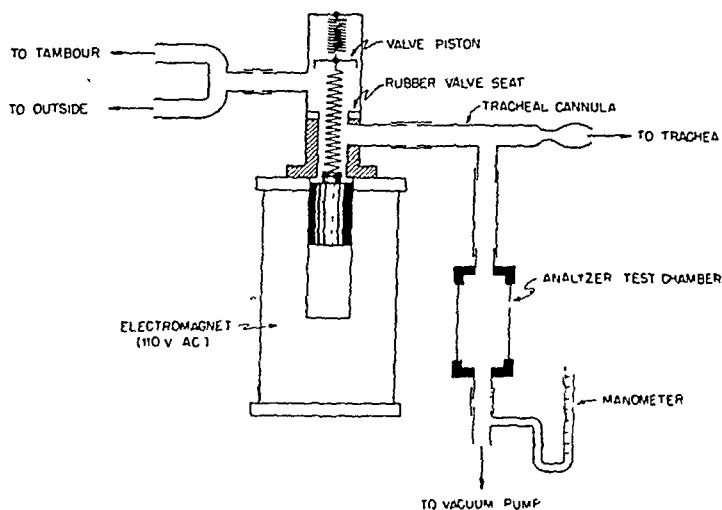 VALVE PISTON
TO TAMBOUR
RUBBER VALVE SEAT
TO OUTSIDE
TRACHEAL CANNULA
TO TRACHEA
ANALYZER TEST CHAMBER
ELECTROMAGNET
(110 V AC)
MANOMETER
TO VACUUM PUMP